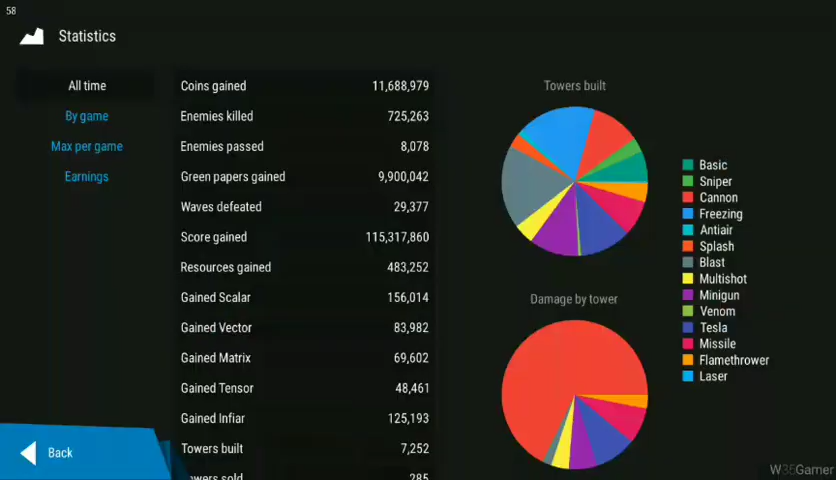 58
Statistics
All time
By game
Max per game
Earnings
Coins gained 11,688,979
Enemies killed 725,263
Enemies passed 8,078
Green papers gained 9,900,042
Waves defeated 29,377
Score gained 115,317,860
Resources gained 483,252
Gained Scalar 156,014
Gained Vector 83,982
Gained Matrix 69,602
Gained Tensor 48,461
Gained Infiar 125,193
Towers built 7,252
owers sold 285
Towers built
Damage by tower
Basic
Sniper
Cannon
Freezing
Antiair
Splash
Blast
Multishot
Minigun
Venom
Tesla
Missile
Flamethrower
Laser
Back
W35Gamer